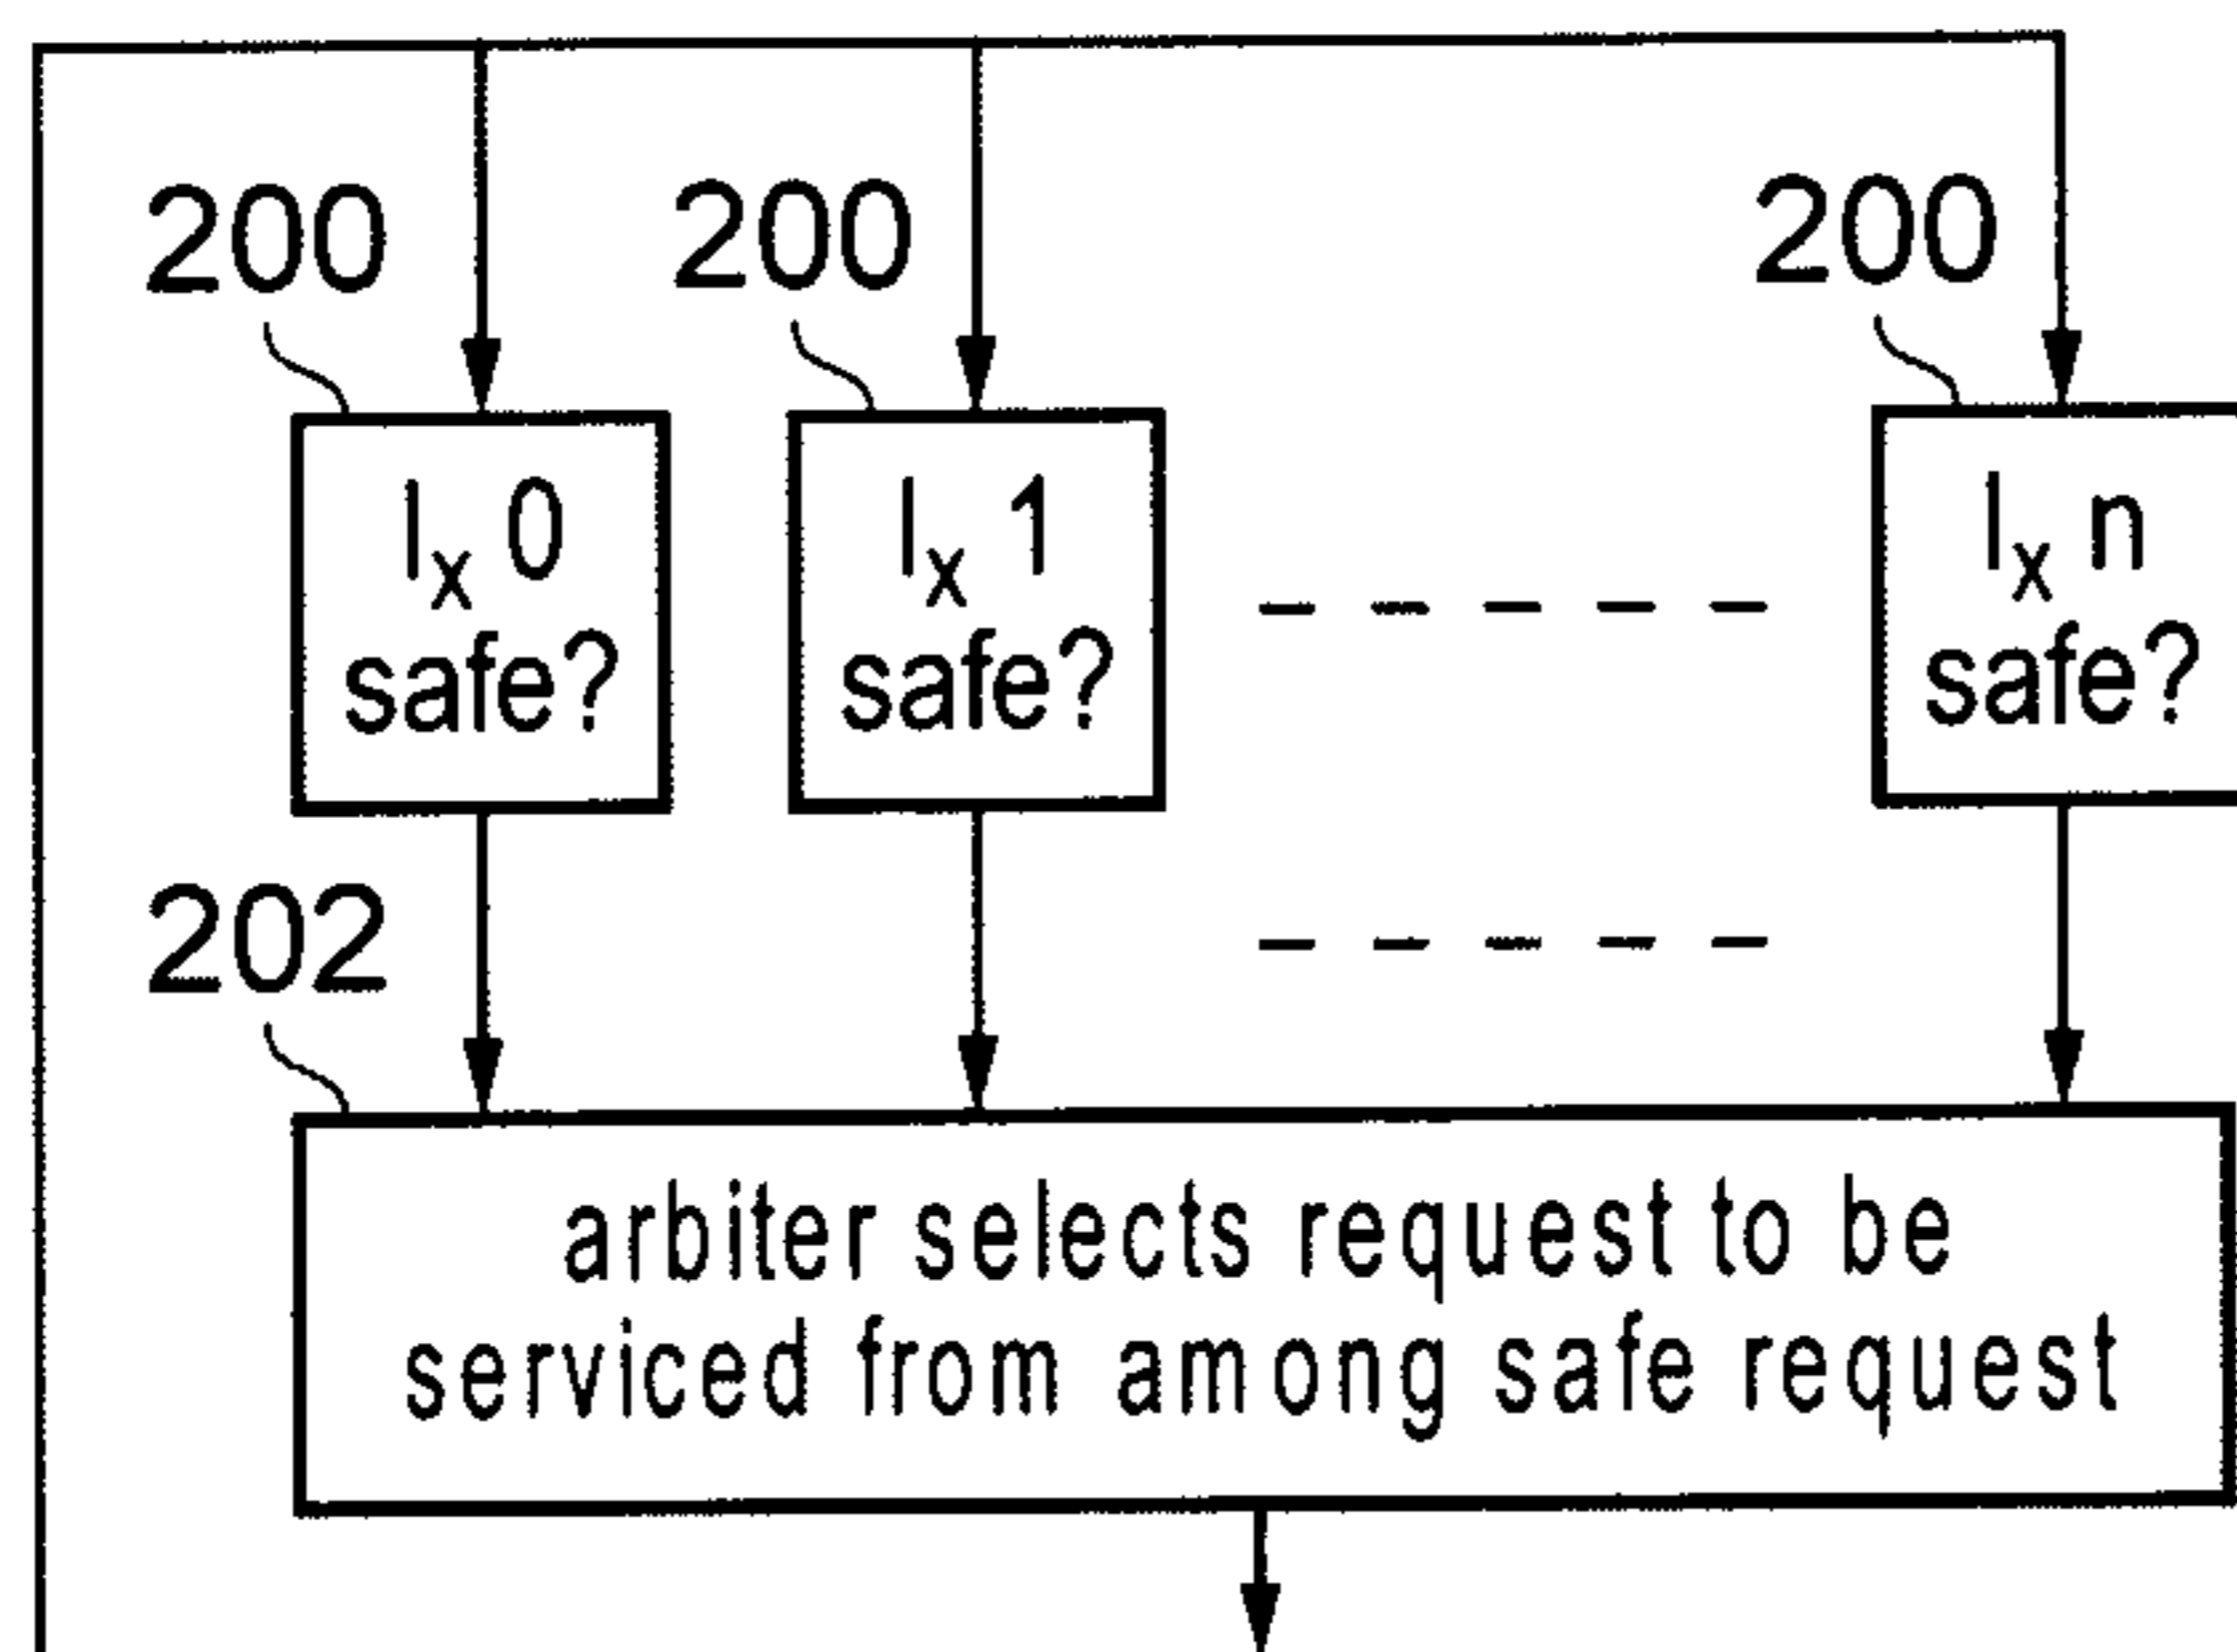 200 200 200
Iₓ 0 Iₓ 1 Iₓ n
safe? safe? safe?
202
arbiter selects request to be
serviced from among safe request